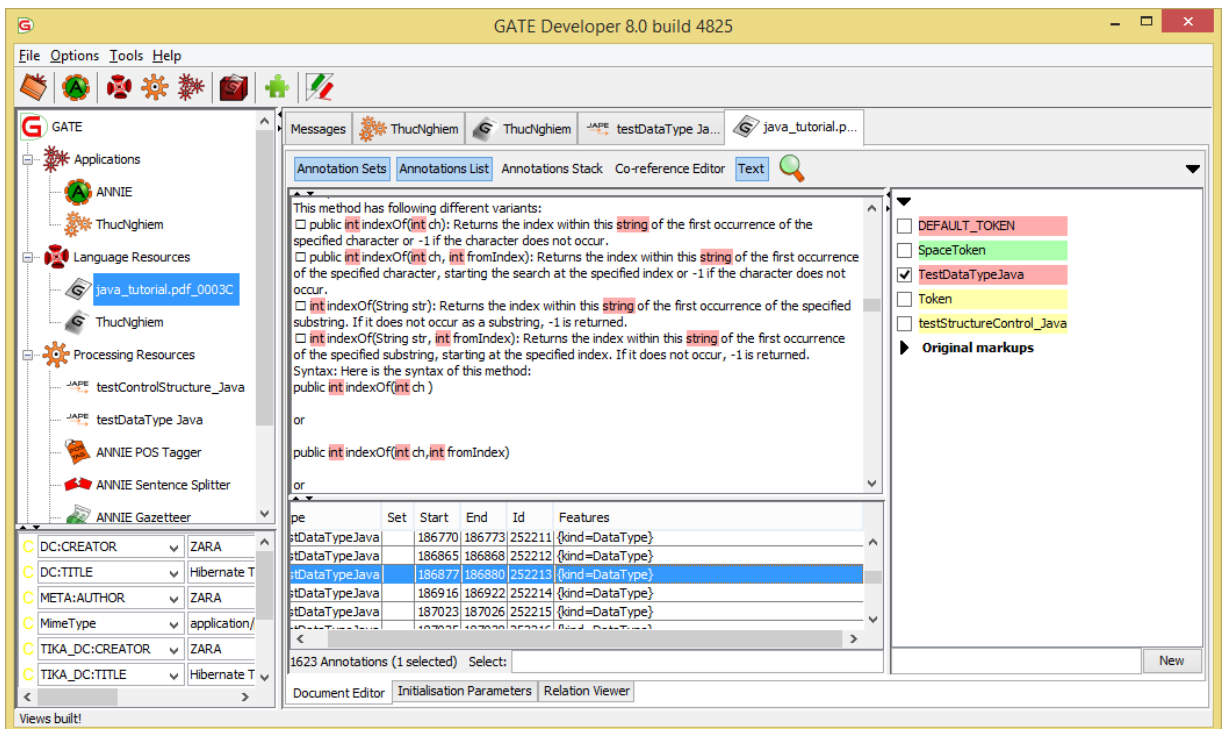 GATE Developer 8.0 build 4825
File Options Tools Help
GATE
Applications
ANNIE
ThucNghiem
Language Resources
java_tutorial.pdf_0003C
ThucNghiem
Processing Resources
testControlStructure_Java
testDataType Java
ANNIE POS Tagger
ANNIE Sentence Splitter
ANNIE Gazetteer
DC:CREATOR ZARA
DC:TITLE Hibernate T
META:AUTHOR ZARA
MimeType application/
TIKA_DC:CREATOR ZARA
TIKA_DC:TITLE Hibernate T
Views built!
Messages ThucNghiem ThucNghiem testDataType Ja... java_tutorial.p...
Annotation Sets Annotations List Annotations Stack Co-reference Editor Text
This method has following different variants:
□ public int indexOf(int ch): Returns the index within this string of the first occurrence of the
specified character or -1 if the character does not occur.
□ public int indexOf(int ch, int fromIndex): Returns the index within this string of the first occurrence
of the specified character, starting the search at the specified index or -1 if the character does not
occur.
□ int indexOf(String str): Returns the index within this string of the first occurrence of the specified
substring. If it does not occur as a substring, -1 is returned.
□ int indexOf(String str, int fromIndex): Returns the index within this string of the first occurrence
of the specified substring, starting at the specified index. If it does not occur, -1 is returned.
Syntax: Here is the syntax of this method:
public int indexOf(int ch )
or
public int indexOf(int ch,int fromIndex)
or
pe Set Start End Id Features
stDataTypeJava 186770 186773 252211 {kind=DataType}
stDataTypeJava 186865 186868 252212 {kind=DataType}
stDataTypeJava 186877 186880 252213 {kind=DataType}
stDataTypeJava 186916 186922 252214 {kind=DataType}
stDataTypeJava 187023 187026 252215 {kind=DataType}
1623 Annotations (1 selected) Select:
Document Editor Initialisation Parameters Relation Viewer
DEFAULT_TOKEN
SpaceToken
TestDataTypeJava
Token
testStructureControl_Java
Original markups
New